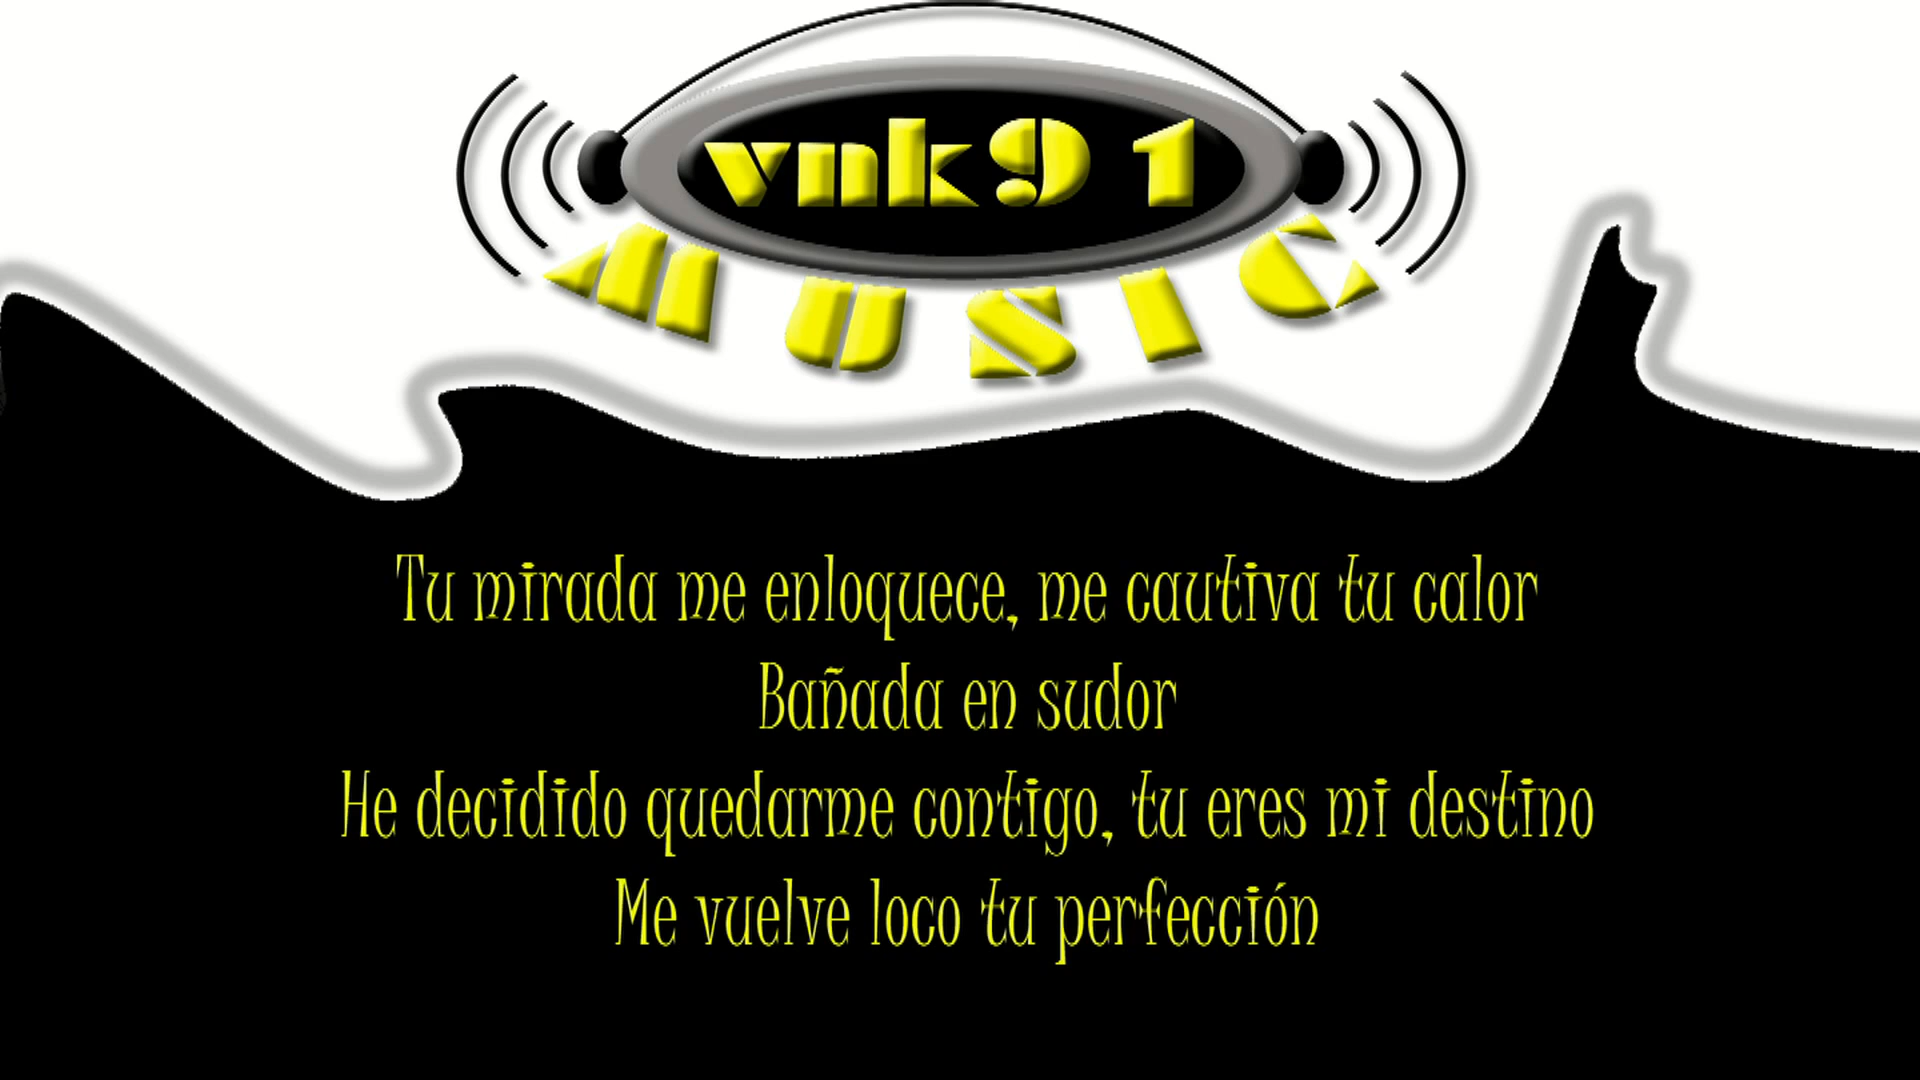 vnk91
MUSIC
Tu mirada me enloquece, me cautiva tu calor
Bañada en sudor
He decidido quedarme contigo, tu eres mi destino
Me vuelve loco tu perfección